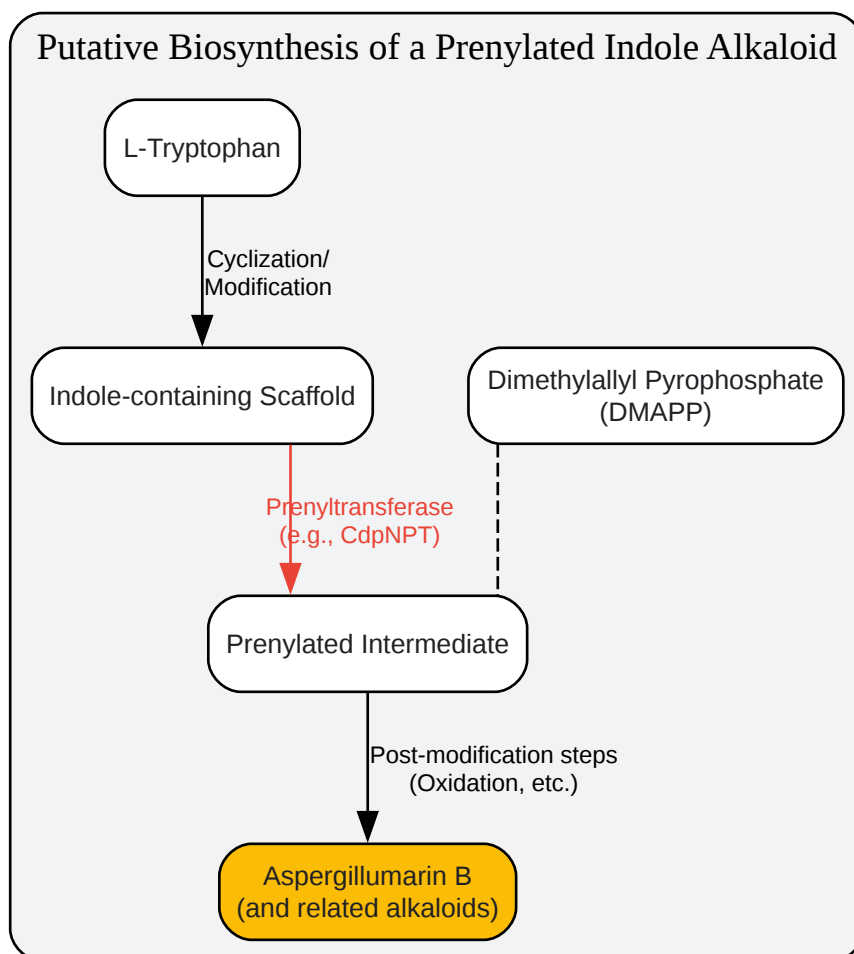 Putative Biosynthesis of a Prenylated Indole Alkaloid
L-Tryptophan
Cyclization/
Modification
Indole-containing Scaffold
Dimethylallyl Pyrophosphate
(DMAPP)
Prenyltransferase
(e.g., CdpNPT)
Prenylated Intermediate
Post-modification steps
(Oxidation, etc.)
Aspergillumarin B
(and related alkaloids)